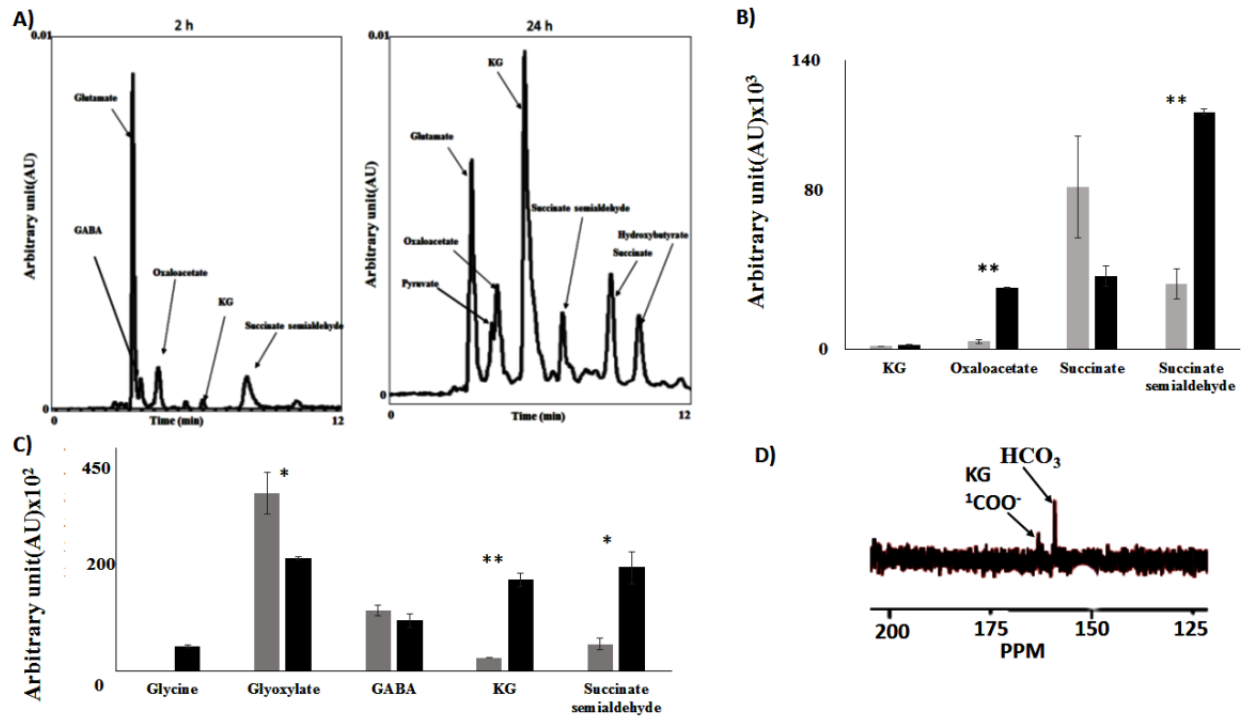 A)
2 h
0.01
Glutamate
GABA
Oxaloacetate
KG
Succinate semialdehyde
Arbitrary unit(AU)
0
0
Time (min)
12
24 h
0.01
KG
Glutamate
Oxaloacetate
Pyruvate
Succinate semialdehyde
Hydroxybutyrate
Succinate
Arbitrary unit(AU)
0
0
Time (min)
12
B)
Arbitrary unit(AU)x10³
140
80
0
**
**
KG
Oxaloacetate
Succinate
Succinate
semialdehyde
C)
Arbitrary unit(AU)x10²
450
200
0
*
**
*
Glycine
Glyoxylate
GABA
KG
Succinate
semialdehyde
D)
HCO₃
KG
¹COO⁻
200
175
150
125
PPM